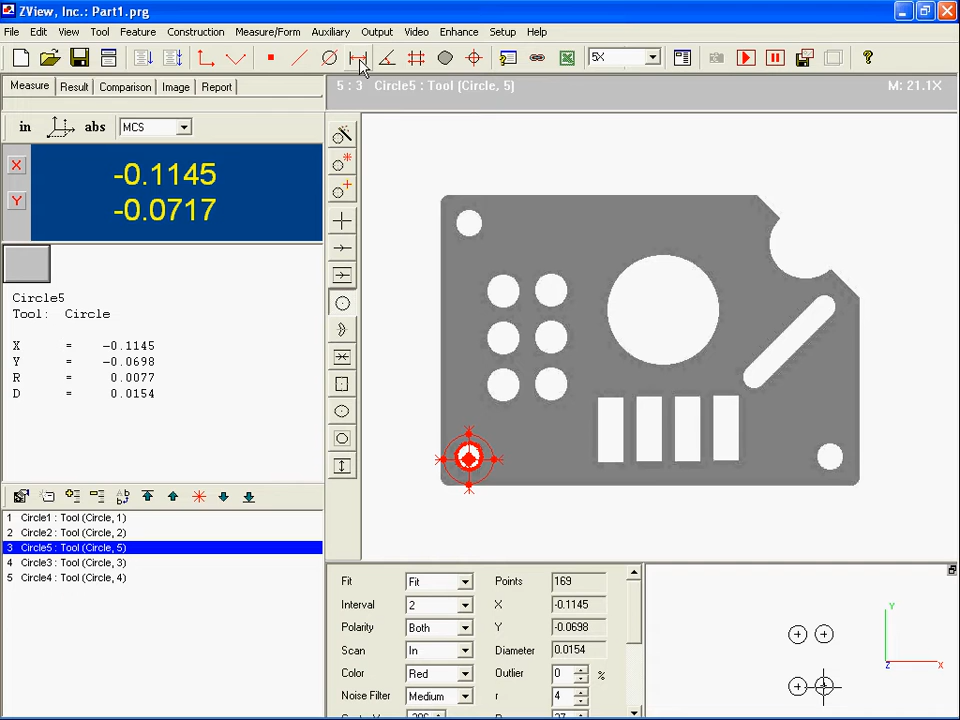 ZView, Inc.: Part1.prg
File Edit View Tool Feature Construction Measure/Form Auxiliary Output Video Enhance Setup Help
5X
Measure Result Comparison Image Report
5 : 3 Circle5 : Tool (Circle, 5) M: 21.1X
in abs MCS
X -0.1145
Y -0.0717
Circle5
Tool: Circle
X = -0.1145
Y = -0.0698
R = 0.0077
D = 0.0154
1 Circle1 : Tool (Circle, 1)
2 Circle2 : Tool (Circle, 2)
3 Circle5 : Tool (Circle, 5)
4 Circle3 : Tool (Circle, 3)
5 Circle4 : Tool (Circle, 4)
Fit Fit Points 169
Interval 2 X -0.1145
Polarity Both Y -0.0698
Scan In Diameter 0.0154
Color Red Outlier 0 %
Noise Filter Medium r 4
Y
Z X